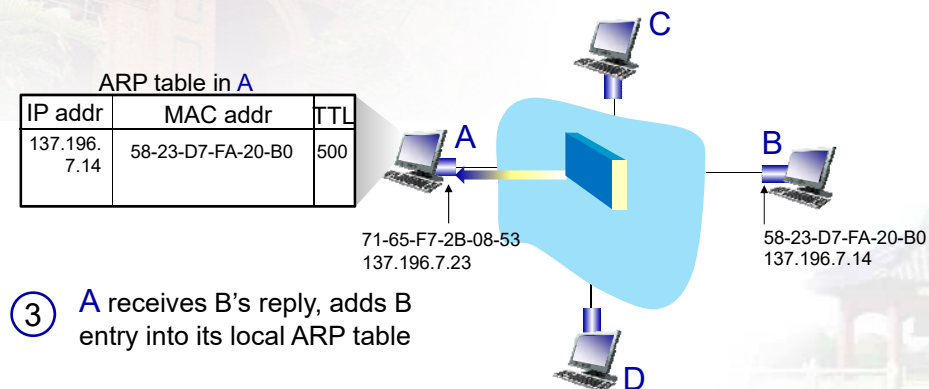 C
ARP table in A
IP addr MAC addr TTL
137.196.
7.14
58-23-D7-FA-20-B0 500
A
B
71-65-F7-2B-08-53
137.196.7.23
58-23-D7-FA-20-B0
137.196.7.14
3 A receives B's reply, adds B
entry into its local ARP table
D